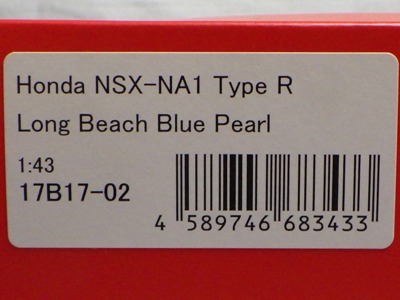 Honda NSX-NA1 Type R
Long Beach Blue Pearl
1:43
17B17-02
4 589746 683433